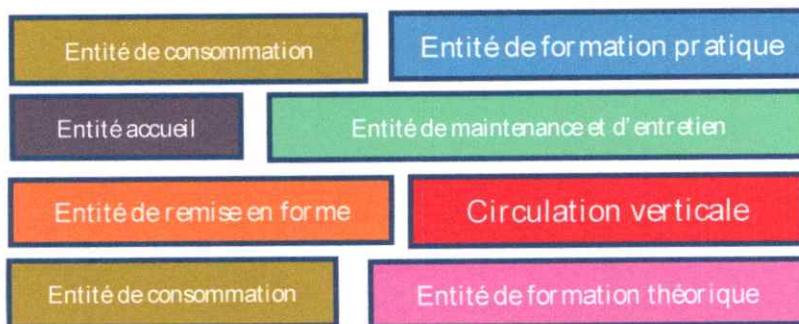 Entité de consommation
Entité de formation pratique
Entité accueil
Entité de maintenance et d' entretien
Entité de remise en forme
Circulation verticale
Entité de consommation
Entité de formation théorique